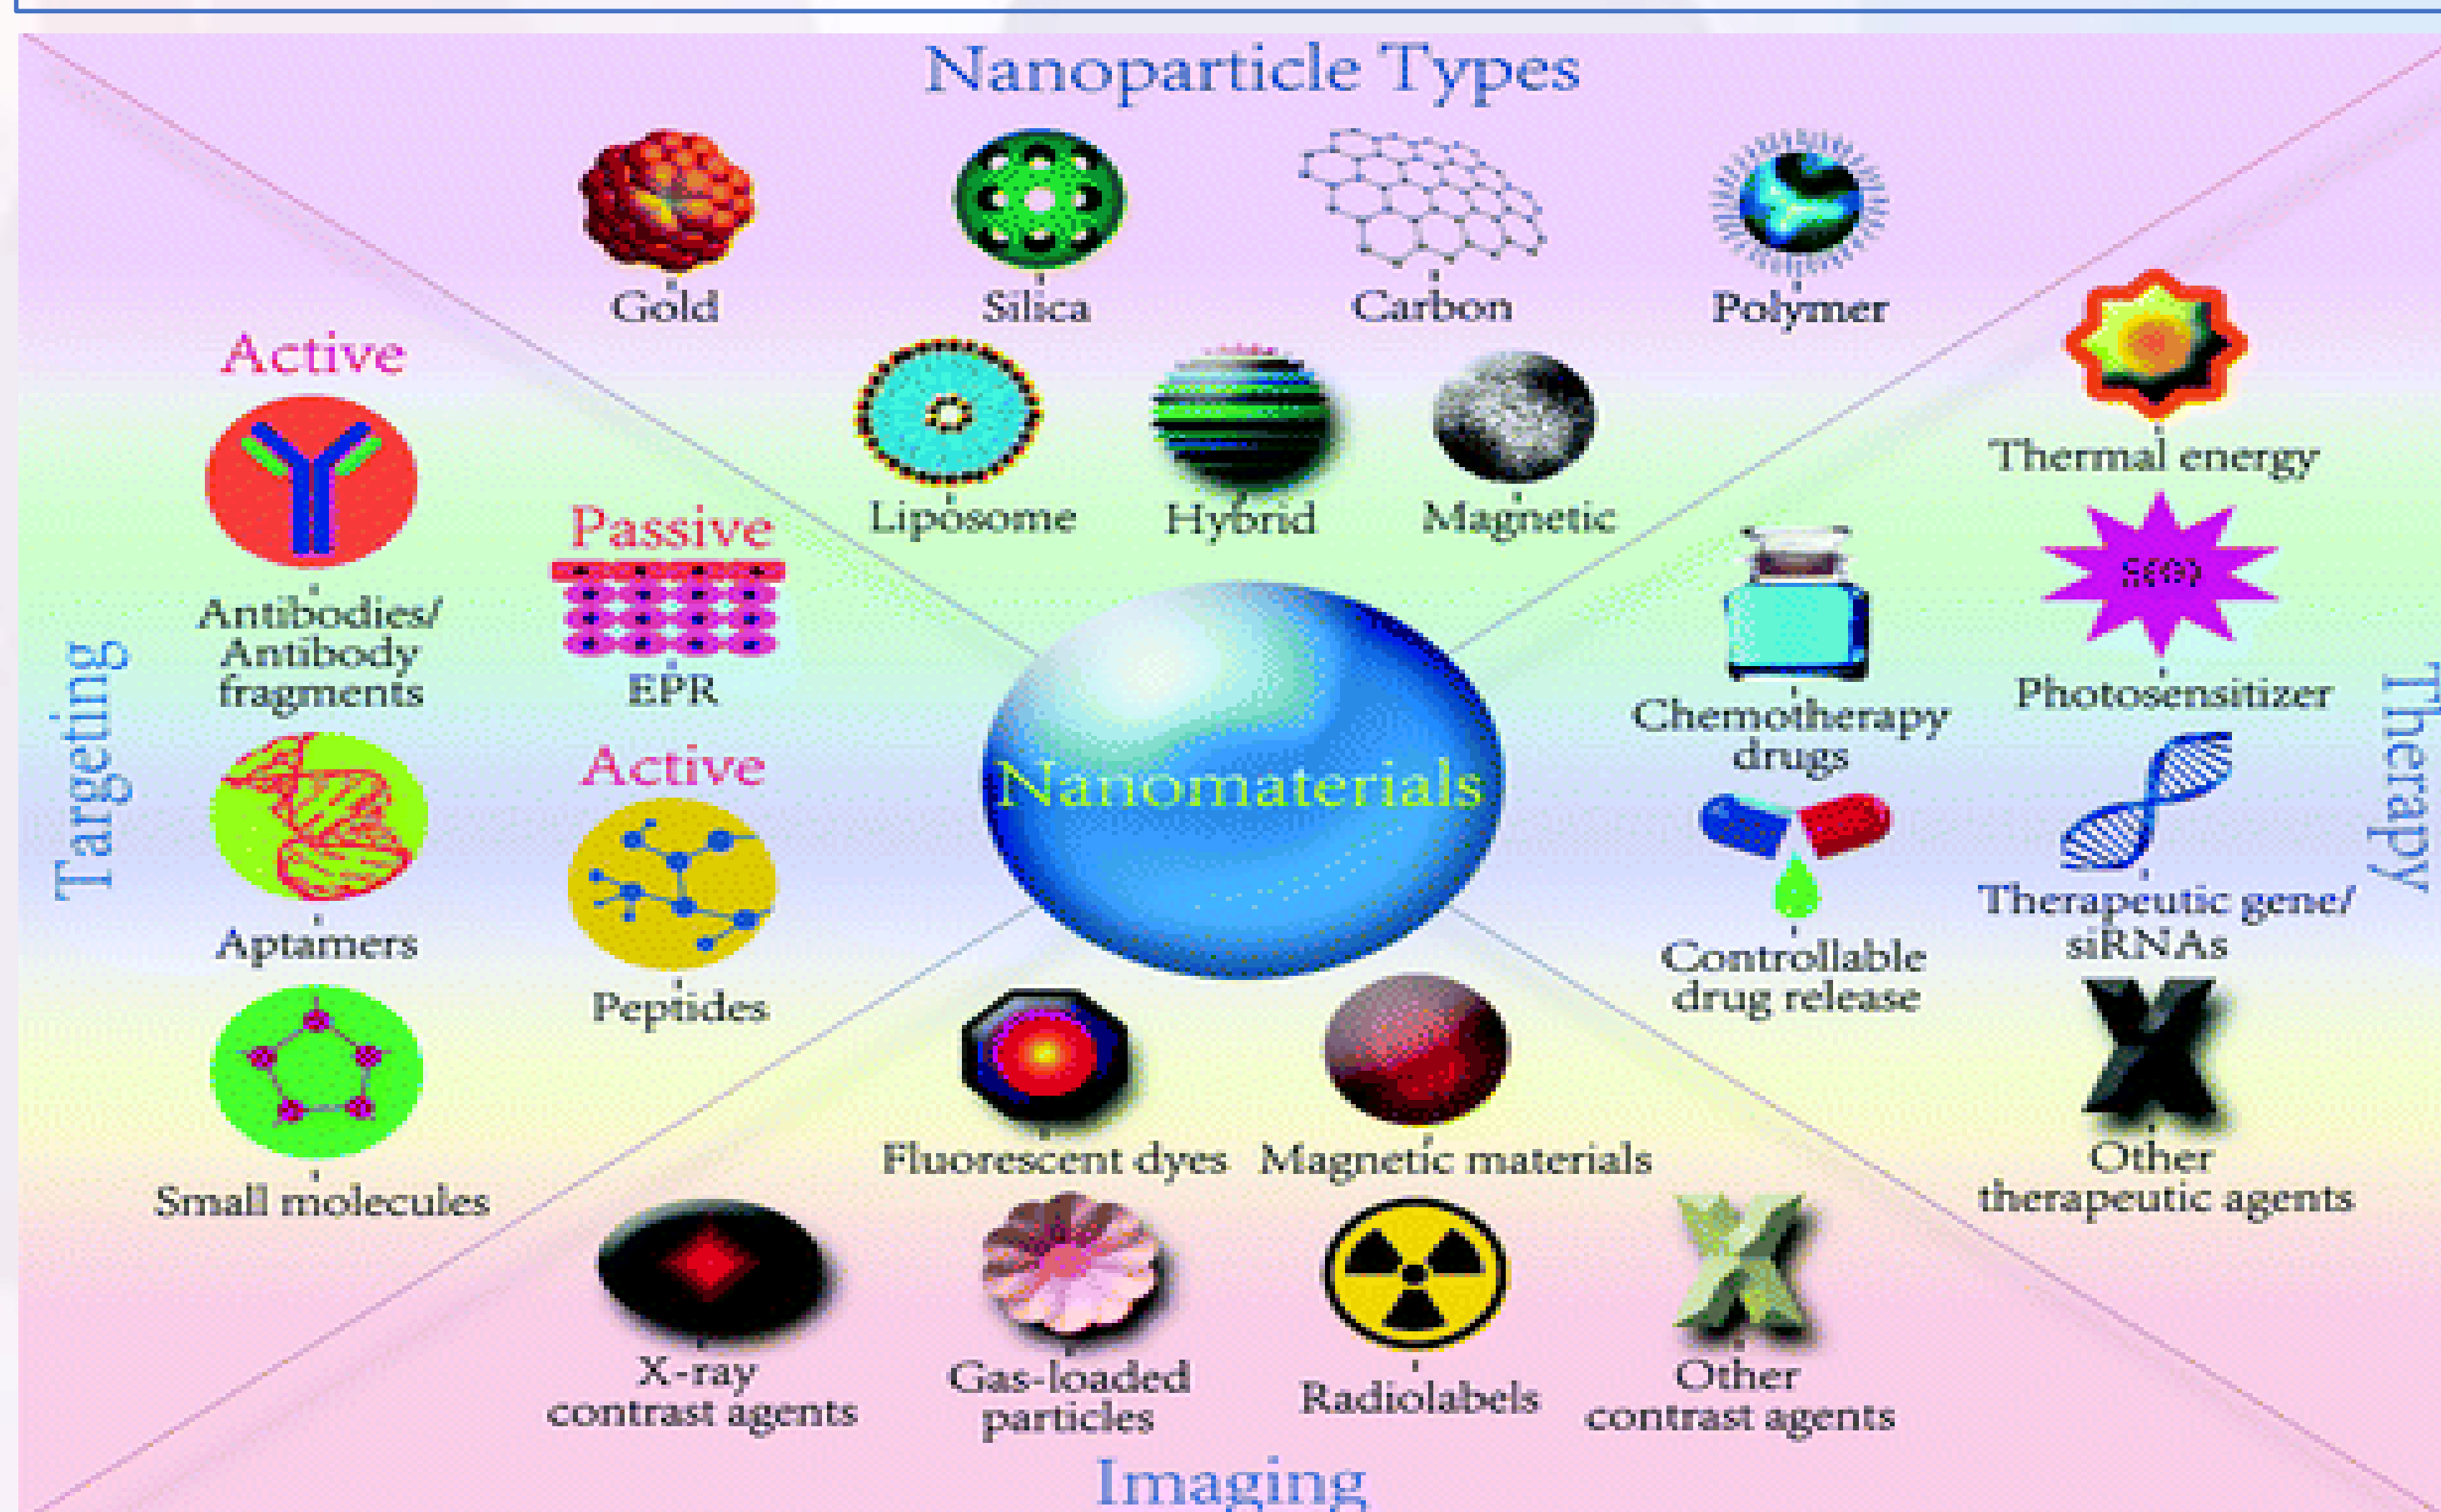 Nanoparticle Types
Gold
Silica
Carbon
Polymer
Liposome
Hybrid
Magnetic
Targeting
Active
Antibodies/
Antibody
fragments
Passive
EPR
Aptamers
Active
Peptides
Small molecules
Nanomaterials
Therapy
Thermal energy
Chemotherapy
drugs
Photosensitizer
Controllable
drug release
Therapeutic gene/
siRNAs
Other
therapeutic agents
Fluorescent dyes
Magnetic materials
X-ray
contrast agents
Gas-loaded
particles
Radiolabels
Other
contrast agents
Imaging